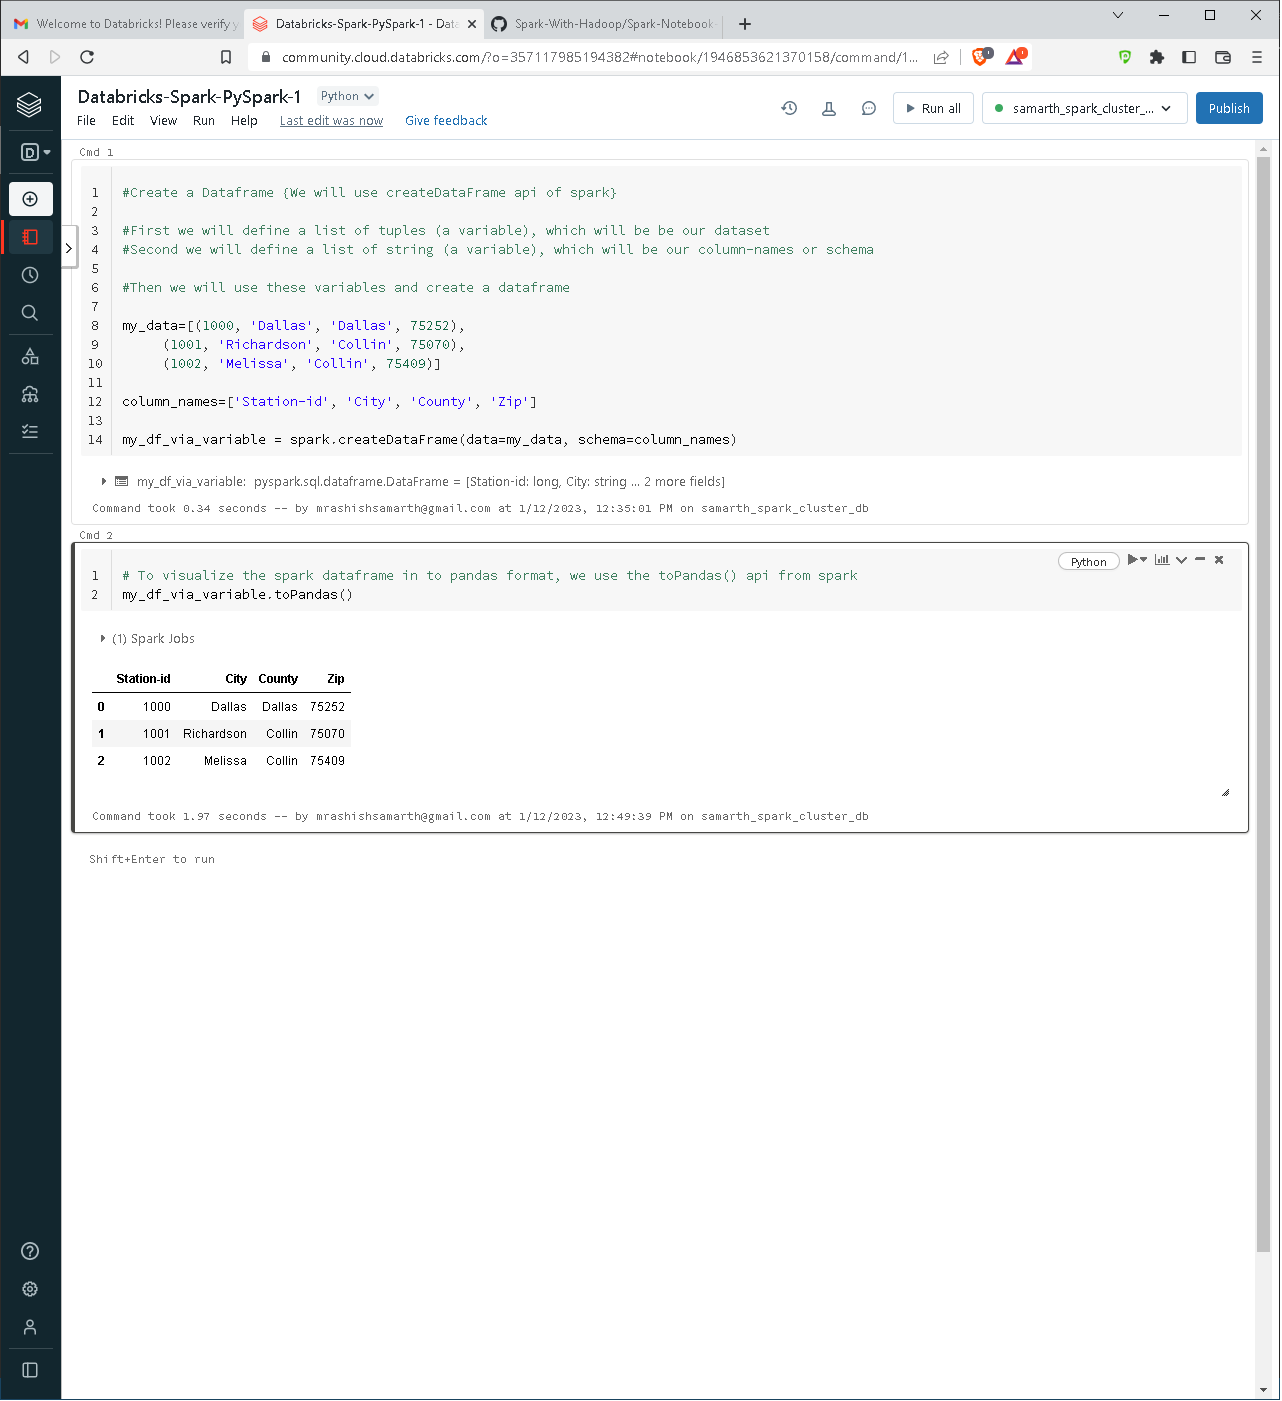 Welcome to Databricks! Please verify y
Databricks-Spark-PySpark-1 - Data
Spark-With-Hadoop/Spark-Notebook
community.cloud.databricks.com/?o=357117985194382#notebook/1946853621370158/command/1...
Databricks-Spark-PySpark-1 Python
File Edit View Run Help Last edit was now Give feedback
Run all
samarth_spark_cluster_...
Publish
D
Cmd 1
1 #Create a Dataframe {We will use createDataFrame api of spark}
2
3 #First we will define a list of tuples (a variable), which will be be our dataset
4 #Second we will define a list of string (a variable), which will be our column-names or schema
5
6 #Then we will use these variables and create a dataframe
7
8 my_data=[(1000, 'Dallas', 'Dallas', 75252),
9 (1001, 'Richardson', 'Collin', 75070),
10 (1002, 'Melissa', 'Collin', 75409)]
11
12 column_names=['Station-id', 'City', 'County', 'Zip']
13
14 my_df_via_variable = spark.createDataFrame(data=my_data, schema=column_names)
my_df_via_variable: pyspark.sql.dataframe.DataFrame = [Station-id: long, City: string ... 2 more fields]
Command took 0.34 seconds -- by mrashishsamarth@gmail.com at 1/12/2023, 12:35:01 PM on samarth_spark_cluster_db
Cmd 2
Python
1 # To visualize the spark dataframe in to pandas format, we use the toPandas() api from spark
2 my_df_via_variable.toPandas()
(1) Spark Jobs
Station-id City County Zip
0 1000 Dallas Dallas 75252
1 1001 Richardson Collin 75070
2 1002 Melissa Collin 75409
Command took 1.97 seconds -- by mrashishsamarth@gmail.com at 1/12/2023, 12:49:39 PM on samarth_spark_cluster_db
Shift+Enter to run